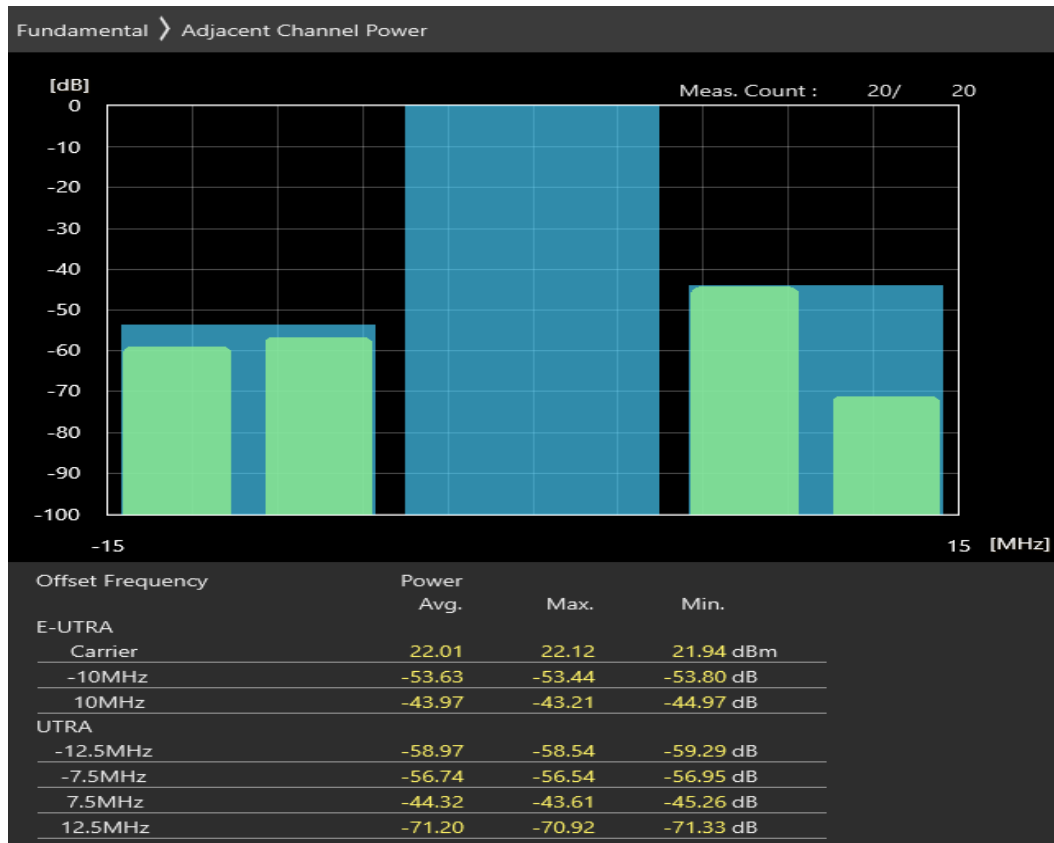 Fundamental 〉 Adjacent Channel Power
[dB]
Meas. Count : 20/ 20
0
-10
-20
-30
-40
-50
-60
-70
-80
-90
-100
-15 15 [MHz]
Offset Frequency Power
Avg. Max. Min.
E-UTRA
Carrier 22.01 22.12 21.94 dBm
-10MHz -53.63 -53.44 -53.80 dB
10MHz -43.97 -43.21 -44.97 dB
UTRA
-12.5MHz -58.97 -58.54 -59.29 dB
-7.5MHz -56.74 -56.54 -56.95 dB
7.5MHz -44.32 -43.61 -45.26 dB
12.5MHz -71.20 -70.92 -71.33 dB